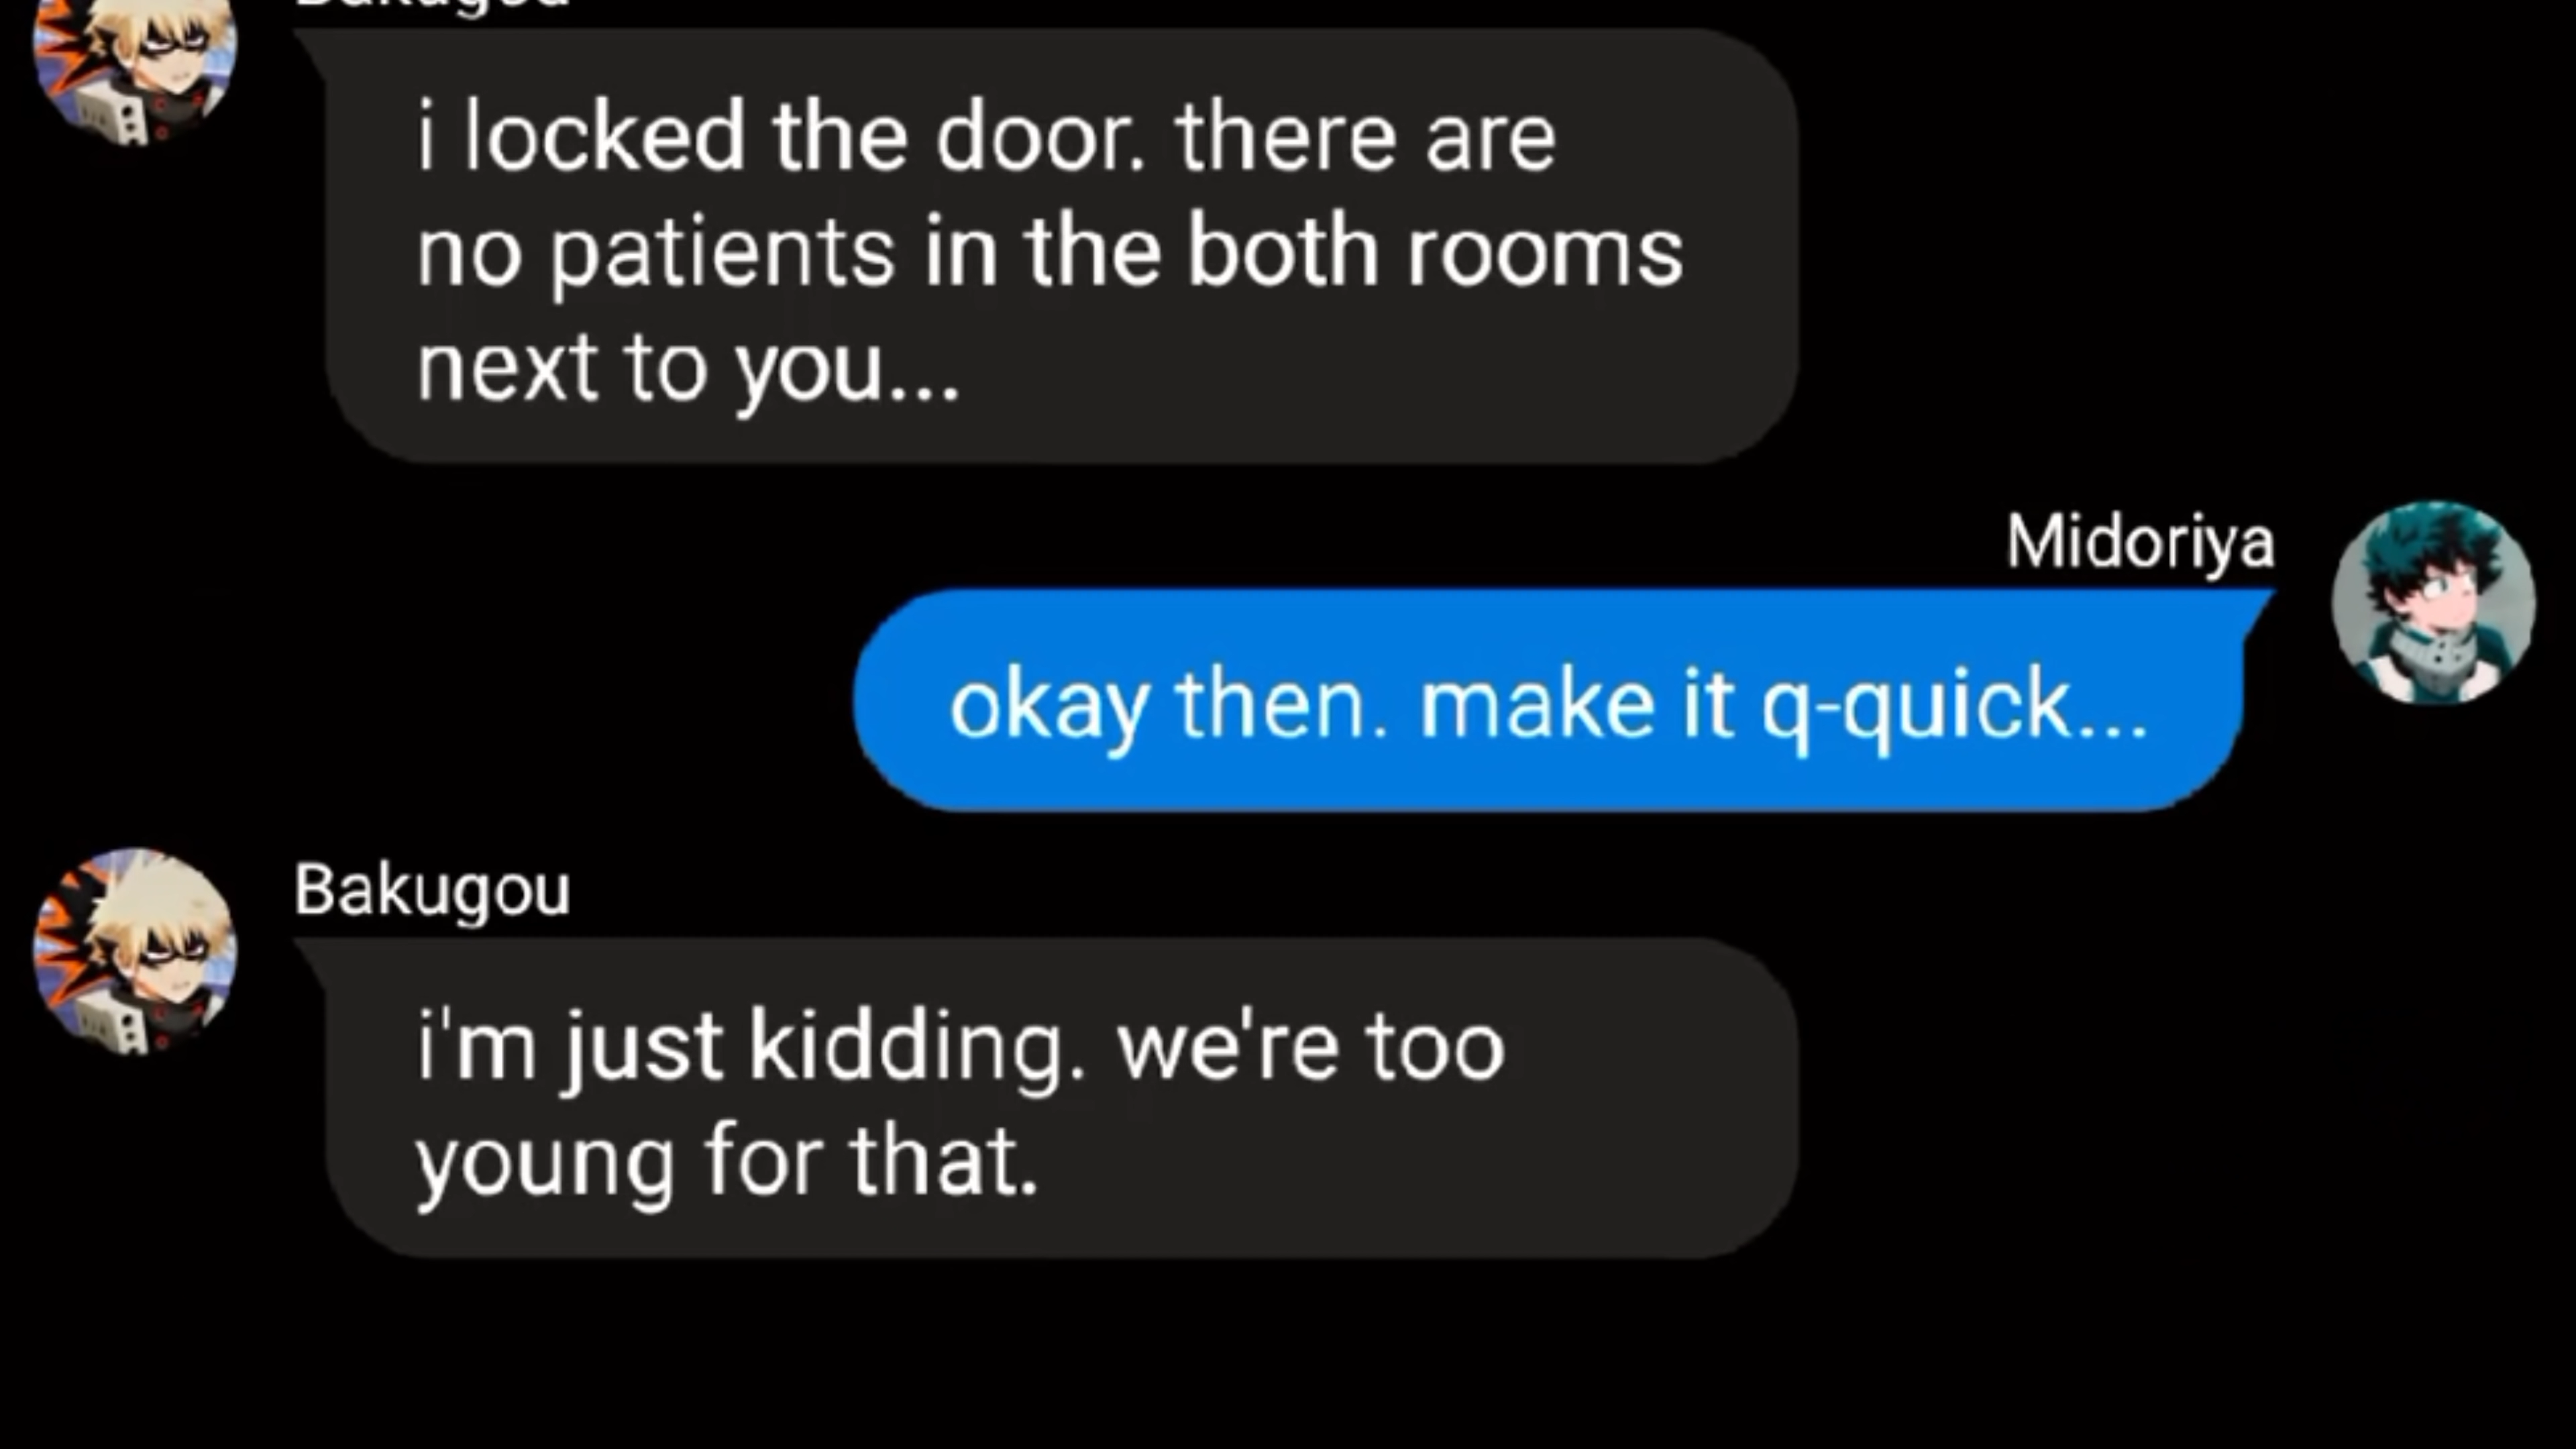 Bakugou
i locked the door. there are
no patients in the both rooms
next to you...
Midoriya
okay then. make it q-quick...
Bakugou
i'm just kidding. we're too
young for that.